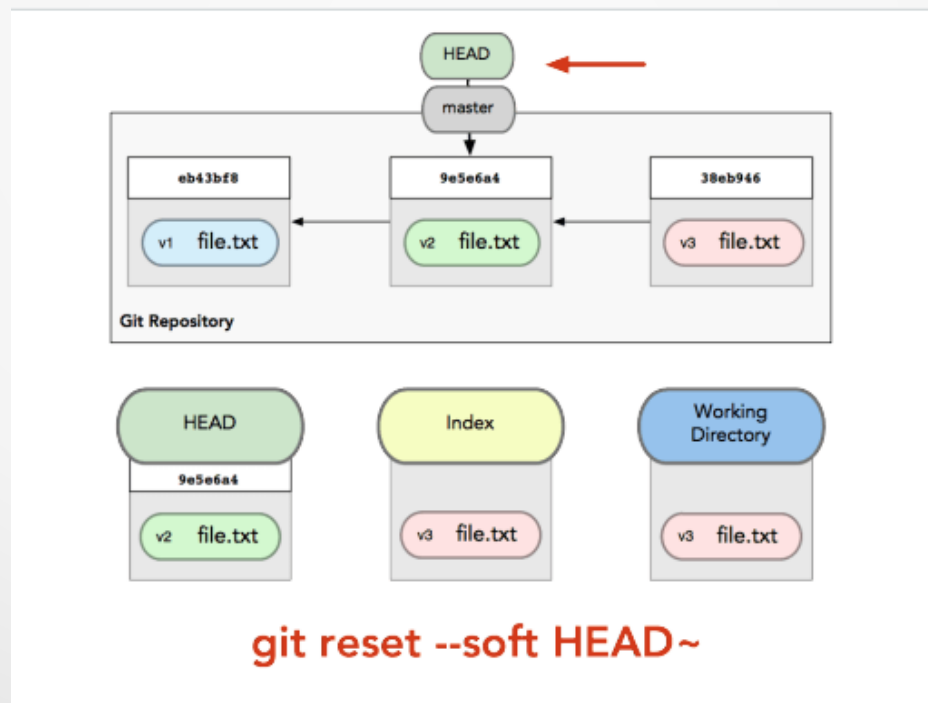 HEAD
master
eb43bf8
9e5e6a4
38eb946
v1 file.txt
v2 file.txt
v3 file.txt
Git Repository
HEAD
Index
Working
Directory
9e5e6a4
v2 file.txt
v3 file.txt
v3 file.txt
git reset --soft HEAD~